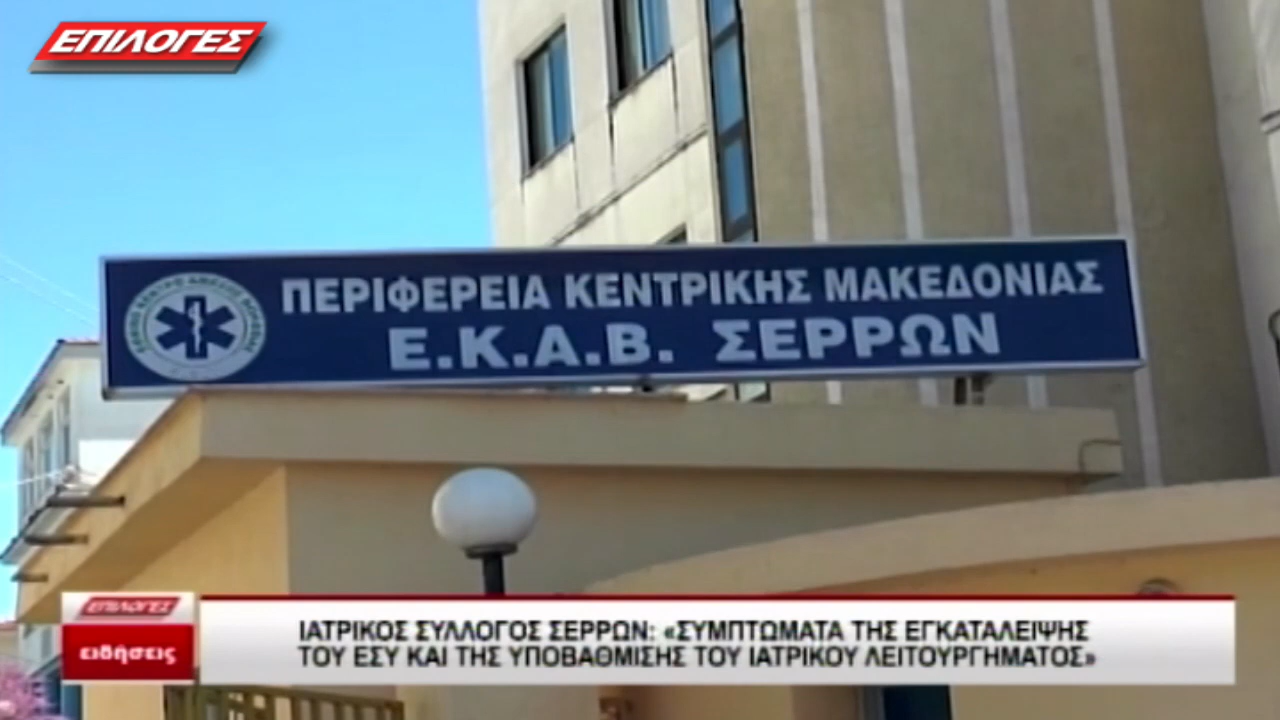 ΕΠΙΛΟΓΕΣ
ΠΕΡΙΦΕΡΕΙΑ ΚΕΝΤΡΙΚΗΣ ΜΑΚΕΔΟΝΙΑΣ
Ε.Κ.Α.Β. ΣΕΡΡΩΝ
ΕΠΙΛΟΓΕΣ
ειδήσεις
ΙΑΤΡΙΚΟΣ ΣΥΛΛΟΓΟΣ ΣΕΡΡΩΝ: «ΣΥΜΠΤΩΜΑΤΑ ΤΗΣ ΕΓΚΑΤΑΛΕΙΨΗΣ
ΤΟΥ ΕΣΥ ΚΑΙ ΤΗΣ ΥΠΟΒΑΘΜΙΣΗΣ ΤΟΥ ΙΑΤΡΙΚΟΥ ΛΕΙΤΟΥΡΓΗΜΑΤΟΣ»